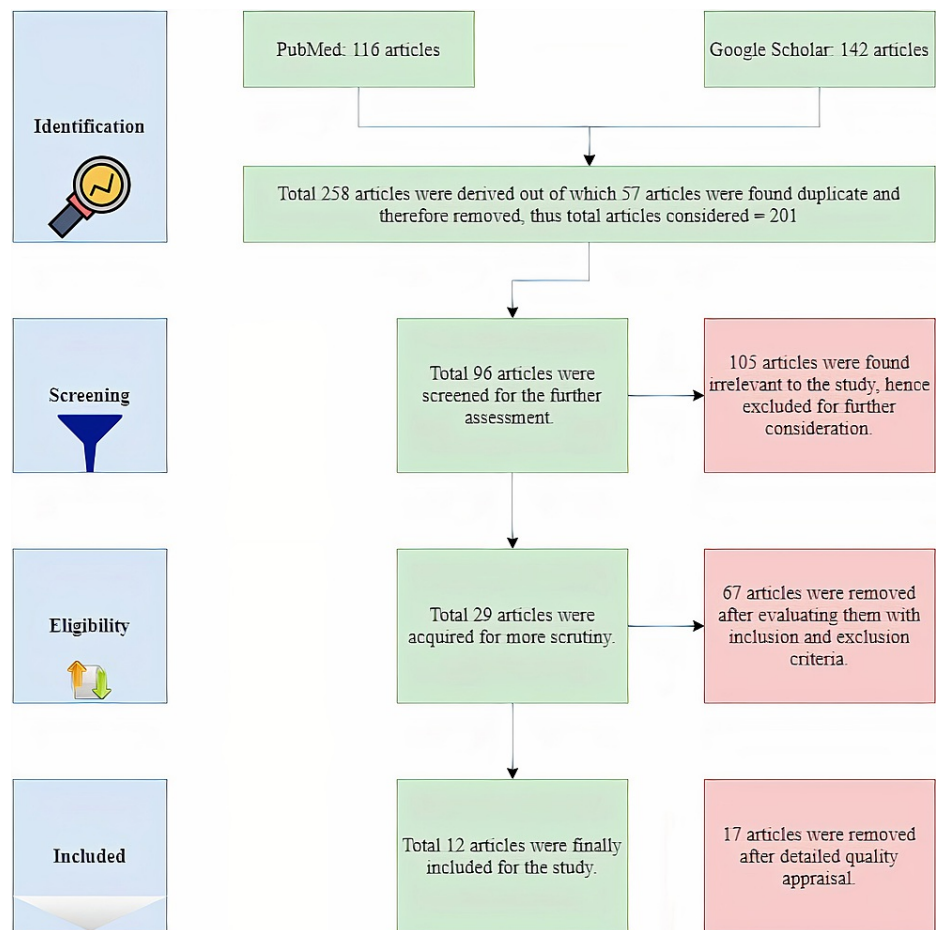 PubMed: 116 articles
Google Scholar: 142 articles
Identification
Total 258 articles were derived out of which 57 articles were found duplicate and
therefore removed, thus total articles considered = 201
Screening
Total 96 articles were
screened for the further
assessment.
105 articles were found
irrelevant to the study, hence
excluded for further
consideration.
Eligibility
Total 29 articles were
acquired for more scrutiny.
67 articles were removed
after evaluating them with
inclusion and exclusion
criteria.
Included
Total 12 articles were finally
included for the study.
17 articles were removed
after detailed quality
appraisal.